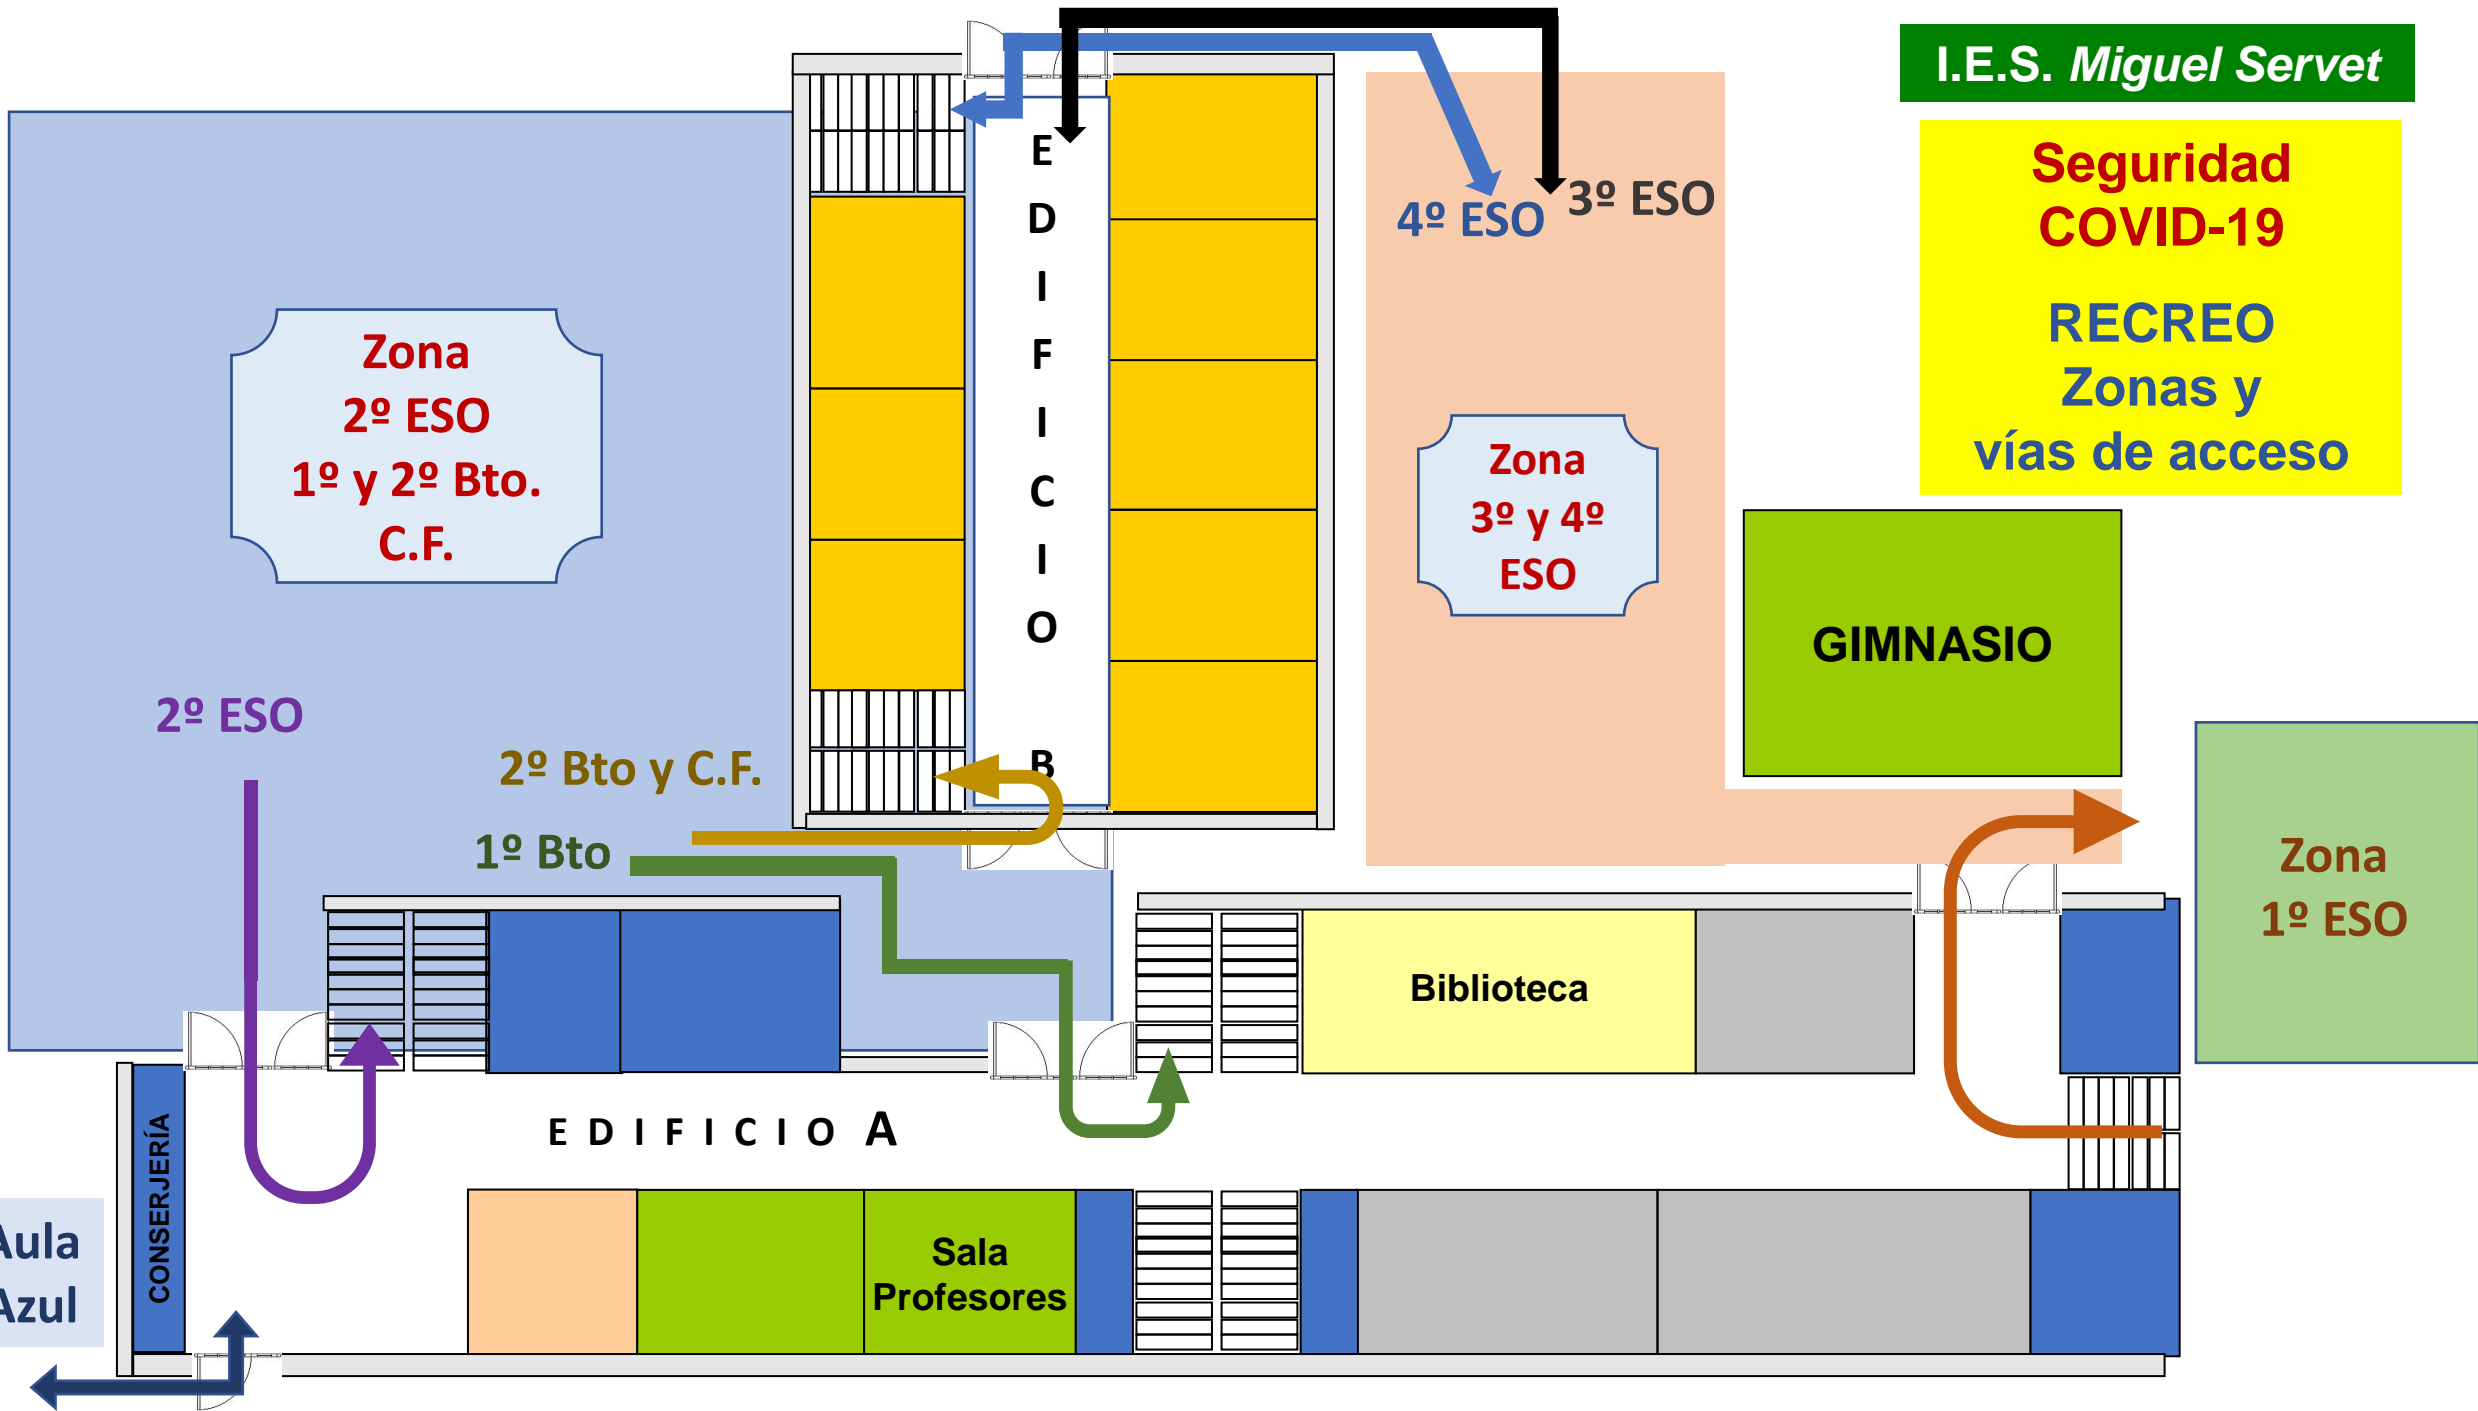 I.E.S. Miguel Servet
Seguridad
COVID-19
RECREO
Zonas y
vías de acceso
EDIFICIO B
4º ESO
3º ESO
Zona
2º ESO
1º y 2º Bto.
C.F.
Zona
3º y 4º
ESO
GIMNASIO
2º ESO
2º Bto y C.F.
1º Bto
Zona
1º ESO
Biblioteca
EDIFICIO A
CONSERJERÍA
Aula
Azul
Sala
Profesores